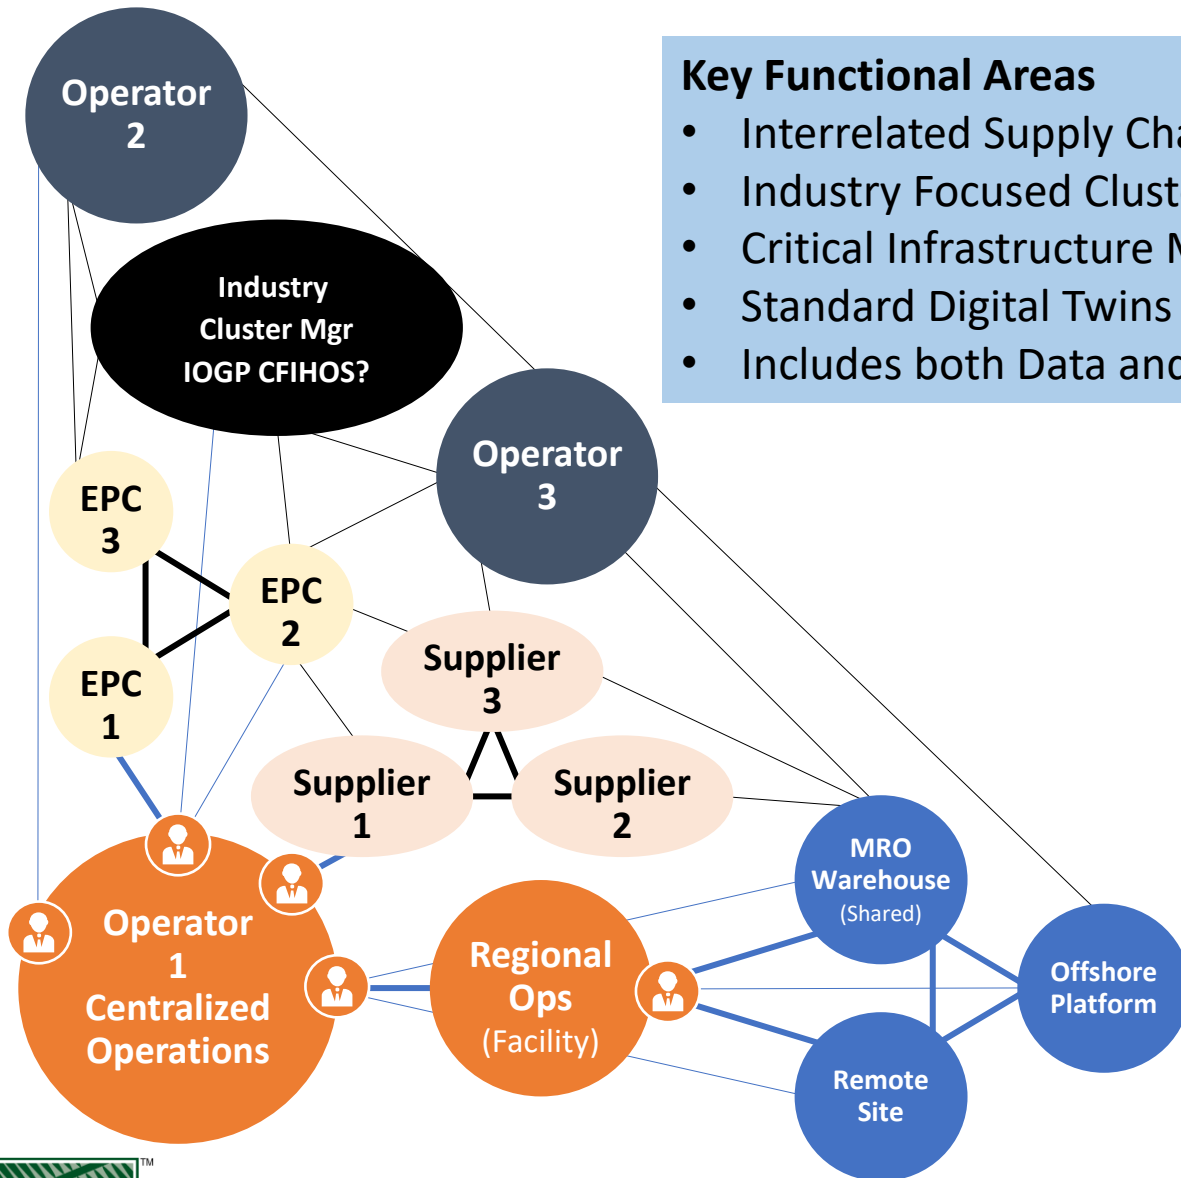 Operator
2
Key Functional Areas
• Interrelated Supply Cha
• Industry Focused Clust
• Critical Infrastructure M
• Standard Digital Twins
• Includes both Data and
Industry
Cluster Mgr
IOGP CFIHOS?
Operator
3
EPC
3
EPC
2
EPC
1
Supplier
3
Supplier
1
Supplier
2
MRO
Warehouse
(Shared)
Operator
1
Centralized
Operations
Regional
Ops
(Facility)
Offshore
Platform
Remote
Site
TM